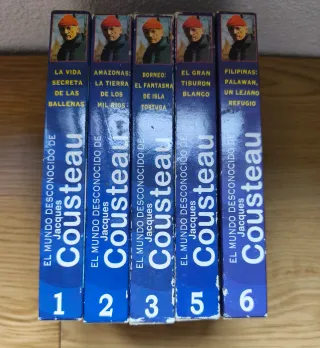 LA VIDA
SECRETA
DE LAS
BALLENAS
EL MUNDO DESCONOCIDO DE
Jacques
Cousteau
1
AMAZONAS:
LA TIERRA
DE LOS
MIL RIOS
EL MUNDO DESCONOCIDO DE
Jacques
Cousteau
2
BORNEO:
EL FANTASMA
DE ISLA
TORTUGA
EL MUNDO DESCONOCIDO DE
Jacques
Cousteau
3
EL GRAN
TIBURON
BLANCO
EL MUNDO DESCONOCIDO DE
Jacques
Cousteau
5
FILIPINAS:
PALAWAN,
UN LEJANO
REFUGIO
EL MUNDO DESCONOCIDO DE
Jacques
Cousteau
6